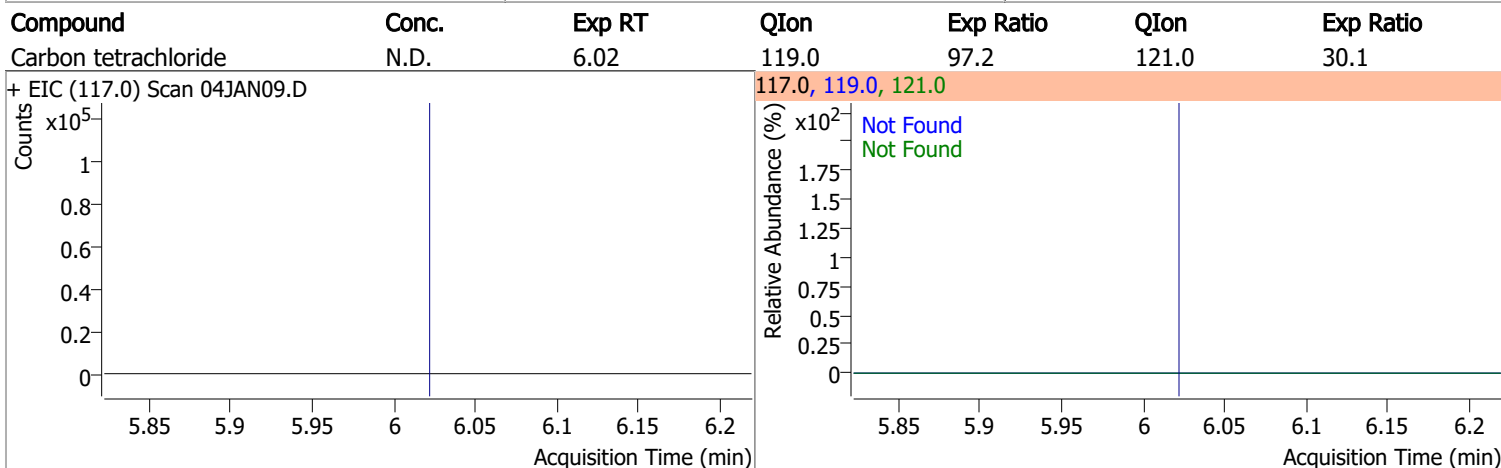 Compound Conc. Exp RT QIon Exp Ratio QIon Exp Ratio
Carbon tetrachloride N.D. 6.02 119.0 97.2 121.0 30.1
+ EIC (117.0) Scan 04JAN09.D
Counts
x10⁵
1
0.8
0.6
0.4
0.2
0
5.85 5.9 5.95 6 6.05 6.1 6.15 6.2
Acquisition Time (min)
117.0, 119.0, 121.0
Relative Abundance (%)
x10²
Not Found
Not Found
1.75
1.5
1.25
1
0.75
0.5
0.25
0
5.85 5.9 5.95 6 6.05 6.1 6.15 6.2
Acquisition Time (min)